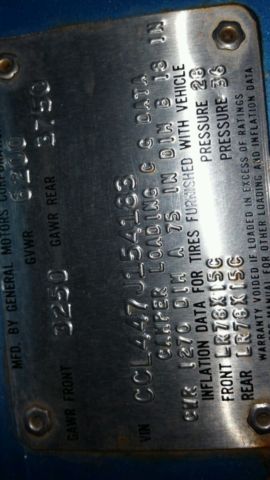 MFD. BY GENERAL MOTORS CORPORATION
GVWR 6200
GAWR FRONT 3250 GAWR REAR 3750
VIN CCL447J154183
CAMPER LOADING C G DATA
CWR 1270 DIM A 75 IN DIM B 13 IN
INFLATION DATA FOR TIRES FURNISHED WITH VEHICLE
FRONT LR78X15C PRESSURE 28
REAR LR78X15C PRESSURE 36
WARRANTY VOIDED IF LOADED IN EXCESS OF RATINGS
MANUAL FOR OTHER LOADING AND INFLATION DATA